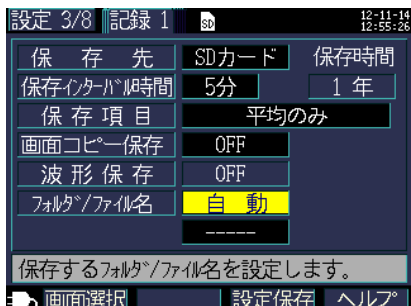 設定 3/8 記録 1 SD 12-11-14
12:55:26
保存先 SDカード 保存時間
保存インターバル時間 5分 1年
保存項目 平均のみ
画面コピー保存 OFF
波形保存 OFF
フォルダ/ファイル名 自動
-----
保存するフォルダ/ファイル名を設定します。
画面選択 設定保存 ヘルプ